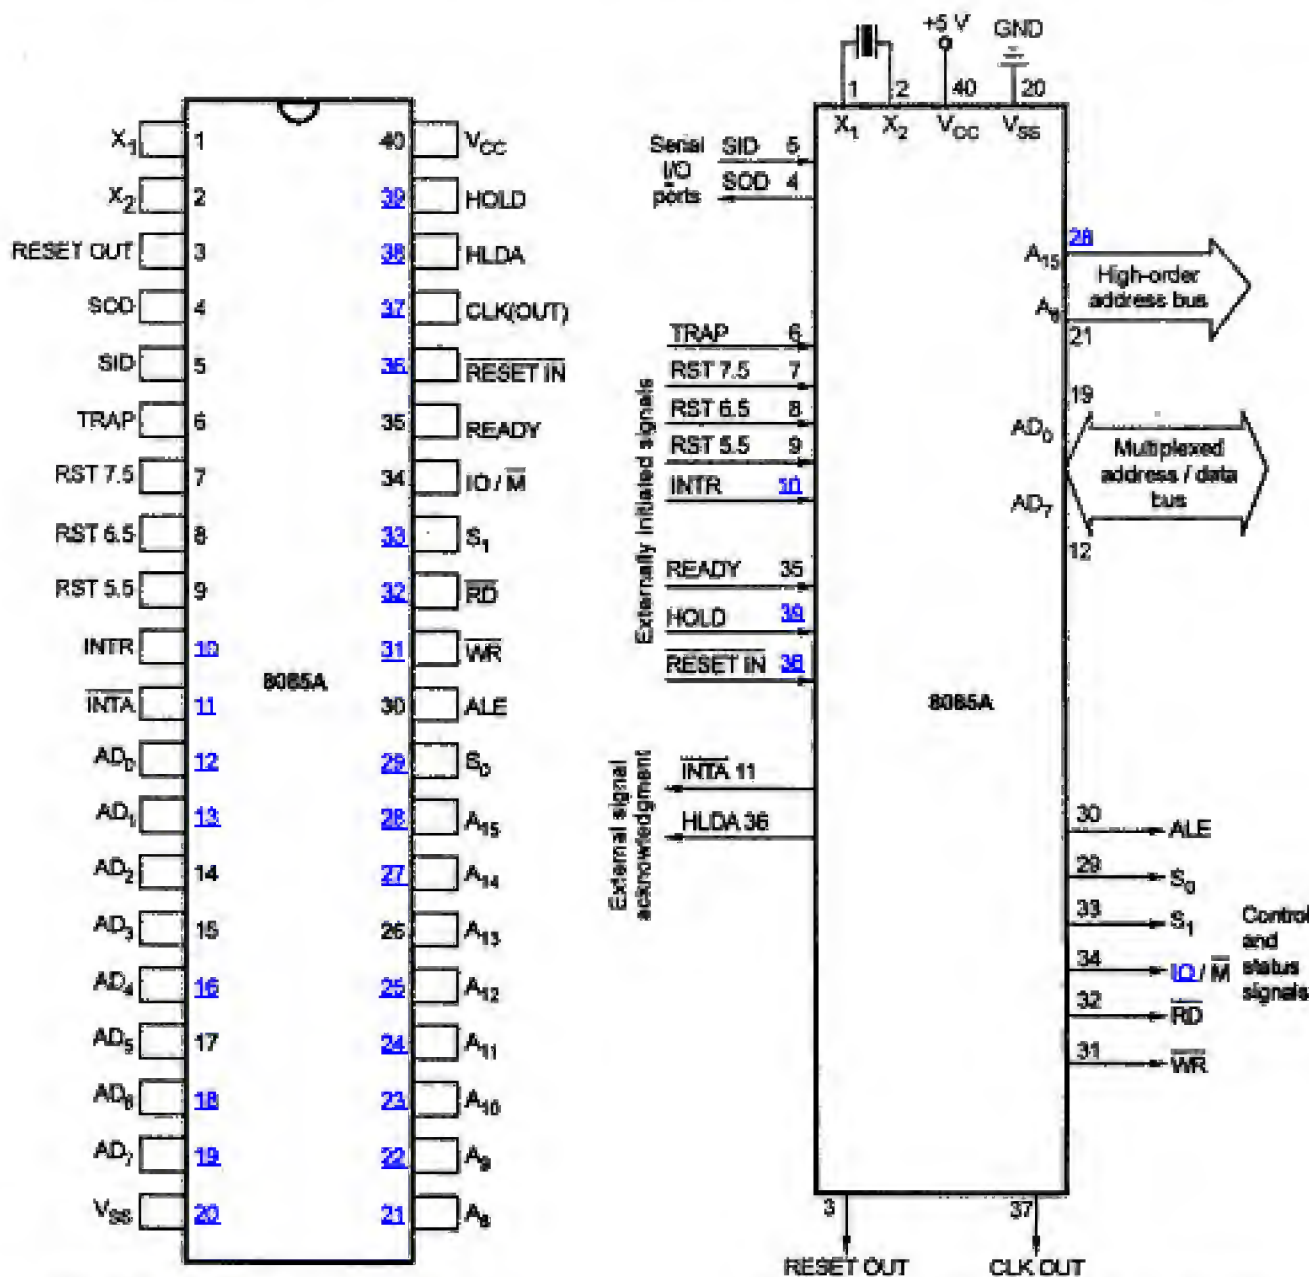 X1 1 40 VCC
X2 2 39 HOLD
RESET OUT 3 38 HLDA
SOD 4 37 CLK(OUT)
SID 5 36 RESET IN
TRAP 6 35 READY
RST 7.5 7 34 IO / M
RST 6.5 8 33 S1
RST 5.5 9 32 RD
INTR 10 31 WR
INTA 11 30 ALE
8085A
AD0 12 29 S0
AD1 13 28 A15
AD2 14 27 A14
AD3 15 26 A13
AD4 16 25 A12
AD5 17 24 A11
AD6 18 23 A10
AD7 19 22 A9
VSS 20 21 A8
+5 V GND
1 2 40 20
X1 X2 VCC VSS
Serial
I/O
ports
SID 5
SOD 4
A15 28
High-order
address bus
A8 21
Externally initiated signals
TRAP 6
RST 7.5 7
RST 6.5 8
RST 5.5 9
INTR 10
19
AD0
Multiplexed
address / data
bus
AD7
12
READY 35
HOLD 39
RESET IN 36
8085A
External signal
acknowledgment
INTA 11
HLDA 38
30 ALE
29 S0
33 S1
34 IO / M
32 RD
31 WR
Control
and
status
signals
3 37
RESET OUT CLK OUT